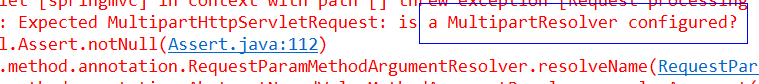 let [springmvc] in context with path [] threw exception [Request processing
: Expected MultipartHttpServletRequest: is a MultipartResolver configured?
l.Assert.notNull(Assert.java:112)
.method.annotation.RequestParamMethodArgumentResolver.resolveName(RequestPar